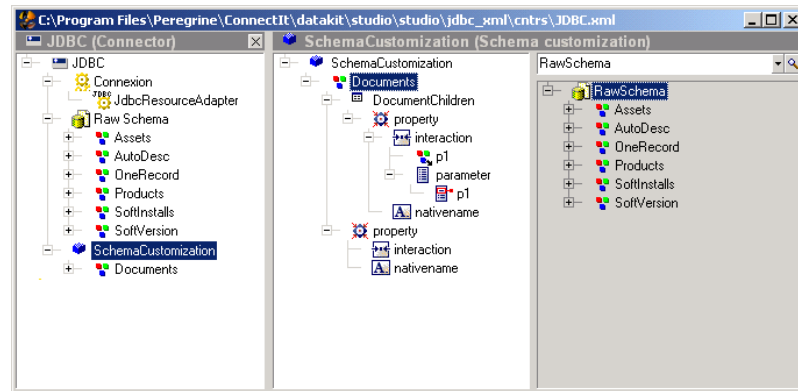 C:\Program Files\Peregrine\ConnectIt\datakit\studio\studio\jdbc_xml\cntrs\JDBC.xml
JDBC (Connector)
JDBC
Connexion
JDBC
JdbcResourceAdapter
Raw Schema
Assets
AutoDesc
OneRecord
Products
SoftInstalls
SoftVersion
SchemaCustomization
Documents
SchemaCustomization (Schema customization)
SchemaCustomization
Documents
DocumentChildren
property
interaction
p1
parameter
p1
nativename
property
interaction
nativename
RawSchema
RawSchema
Assets
AutoDesc
OneRecord
Products
SoftInstalls
SoftVersion